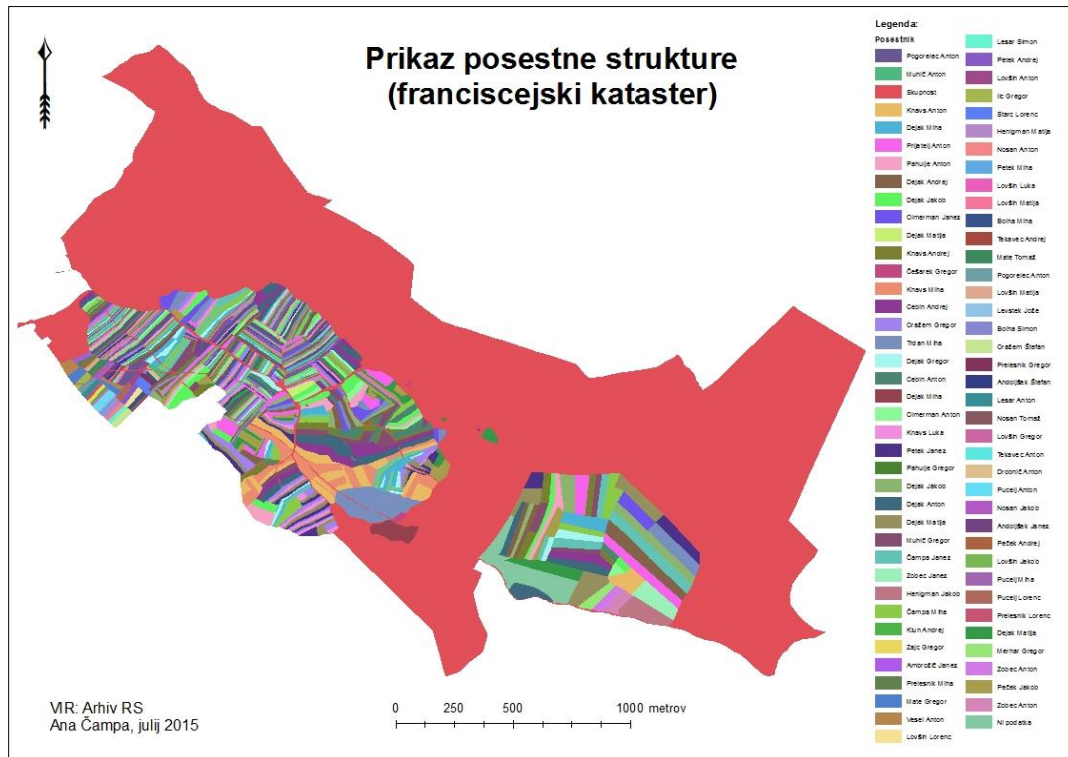 Prikaz posestne strukture
(franciscejski kataster)
Legenda:
Posestnik
Pogorelec Anton
Muhič Anton
Skupnost
Knavs Anton
Dejak Miha
Prijatelj Anton
Pahulje Anton
Dejak Andrej
Dejak Jakob
Cimerman Janez
Dejak Matija
Knavs Andrej
Češarek Gregor
Knavs Miha
Cebin Andrej
Oražem Gregor
Tidan Miha
Dejak Gregor
Cebin Anton
Dejak Miha
Cimerman Anton
Knavs Luka
Petek Janez
Pahulje Gregor
Dejak Jakob
Dejak Anton
Dejak Matija
Muhič Gregor
Čampa Janez
Zobec Janez
Henigman Jakob
Čampa Miha
Klun Andrej
Zajc Gregor
Ambrožič Janez
Prelesnik Miha
Mate Gregor
Vesel Anton
Lovšin Lorenc
Lesar Simon
Petek Andrej
Lovšin Anton
Ilc Gregor
Starc Lorenc
Henigman Matija
Nosan Anton
Petek Miha
Lovšin Luka
Lovšin Matija
Bolha Miha
Tekavec Andrej
Mate Tomaž
Pogorelec Anton
Lovšin Matija
Levstek Jože
Bolha Simon
Oražem Štefan
Prelesnik Gregor
Andoljšek Štefan
Lesar Anton
Nosan Tomaž
Lovšin Gregor
Tekavec Anton
Drobnič Anton
Pucelj Anton
Nosan Jakob
Andoljšek Janez
Peček Andrej
Lovšin Jakob
Pucelj Miha
Pucelj Lorenc
Prelesnik Lorenc
Dejak Matija
Merhar Gregor
Zobec Anton
Peček Jakob
Zobec Anton
Ni podatka
VIR: Arhiv RS
Ana Čampa, julij 2015
0 250 500 1000 metrov